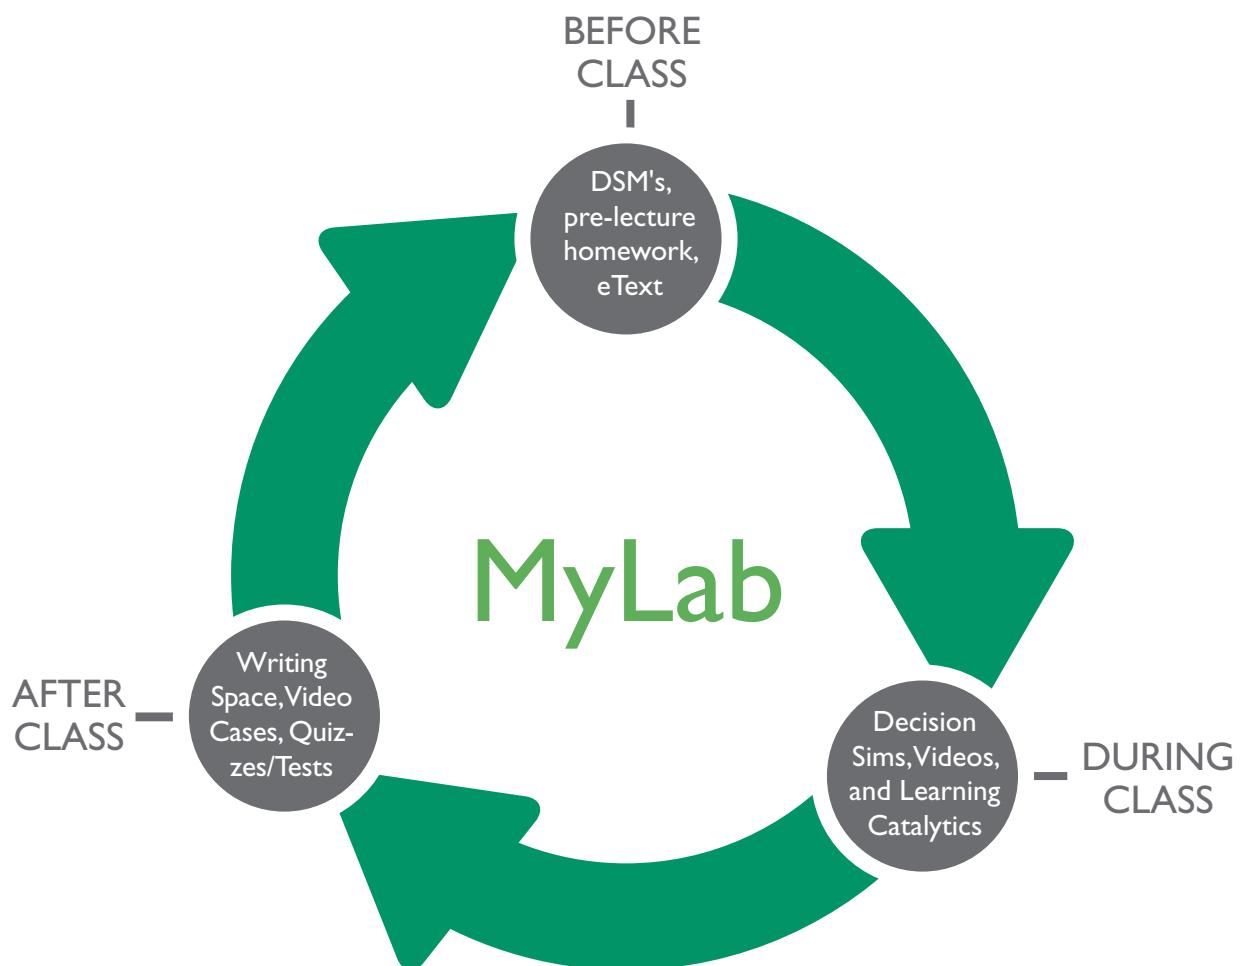 BEFORE
CLASS
DSM's,
pre-lecture
homework,
eText
MyLab
AFTER
CLASS
Writing
Space, Video
Cases, Quiz-
zes/Tests
Decision
Sims, Videos,
and Learning
Catalytics
DURING
CLASS